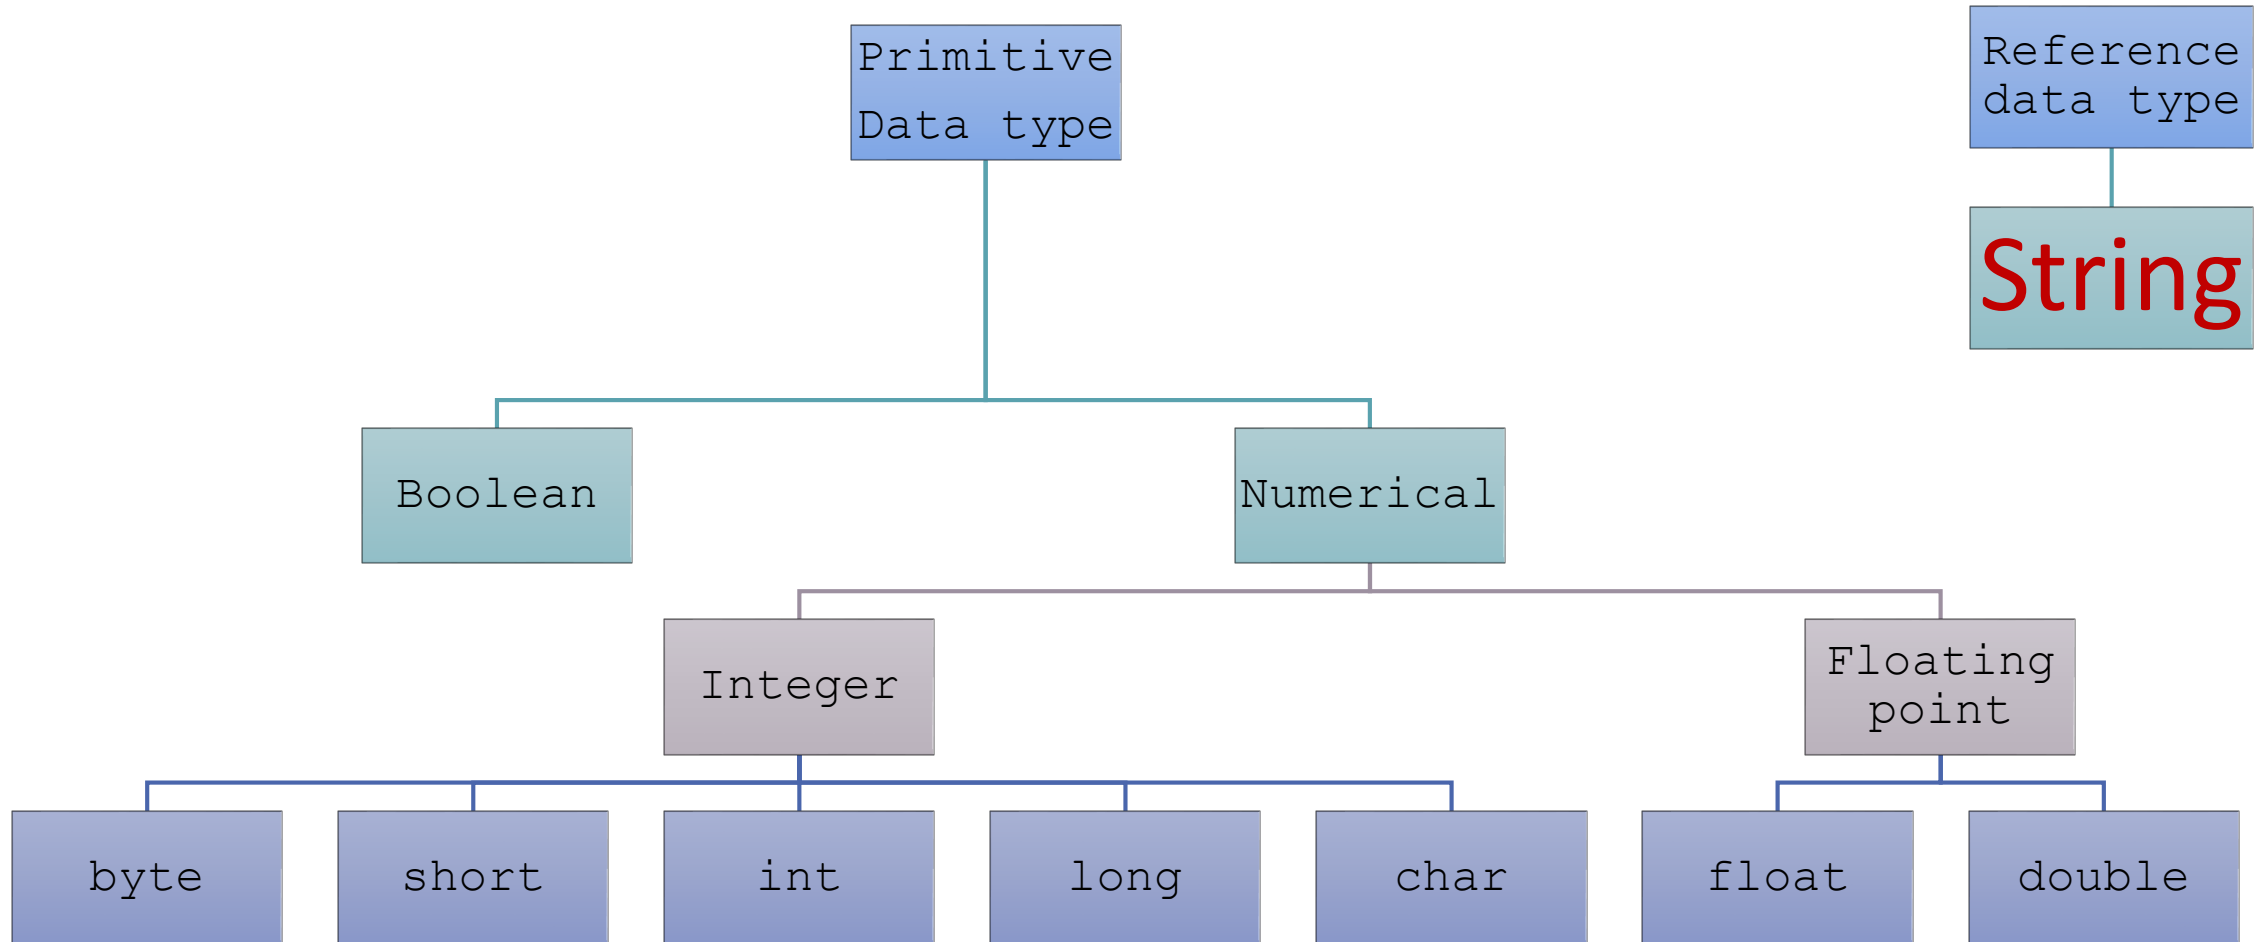 Primitive
Data type
Reference
data type
String
Boolean
Numerical
Integer
Floating
point
byte
short
int
long
char
float
double